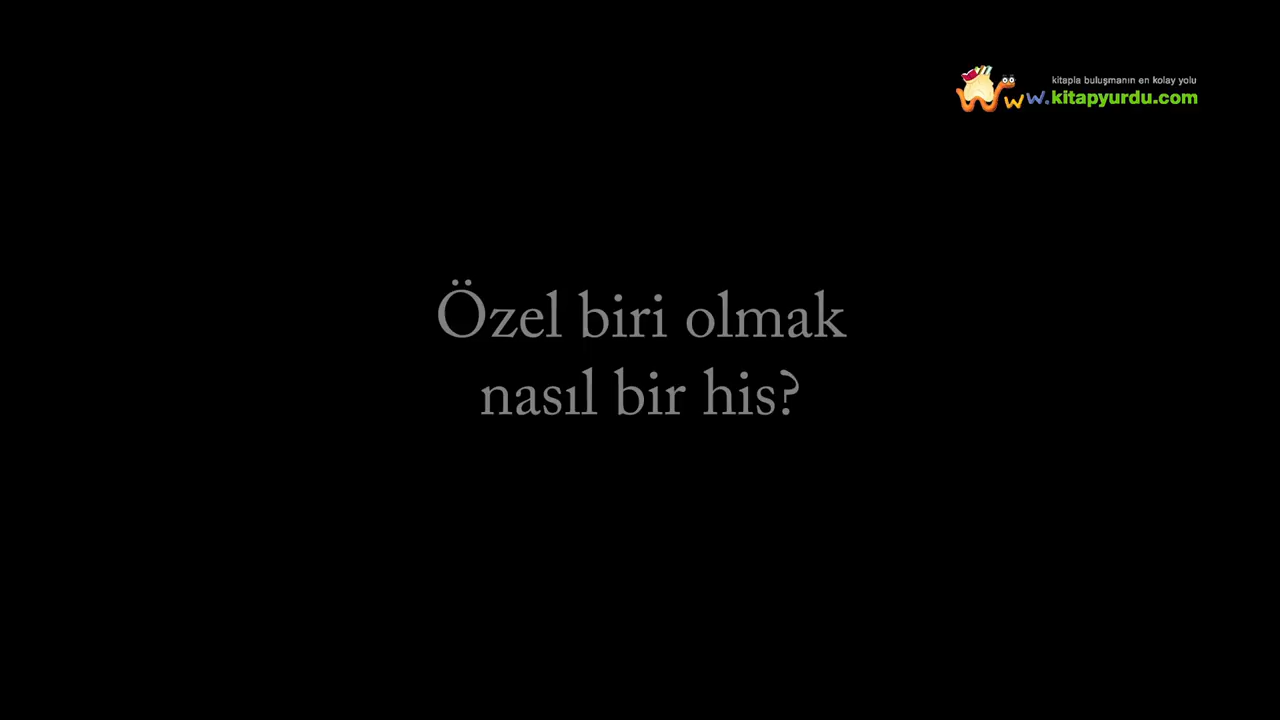 kitapla buluşmanın en kolay yolu
www.kitapyurdu.com
Özel biri olmak
nasıl bir his?